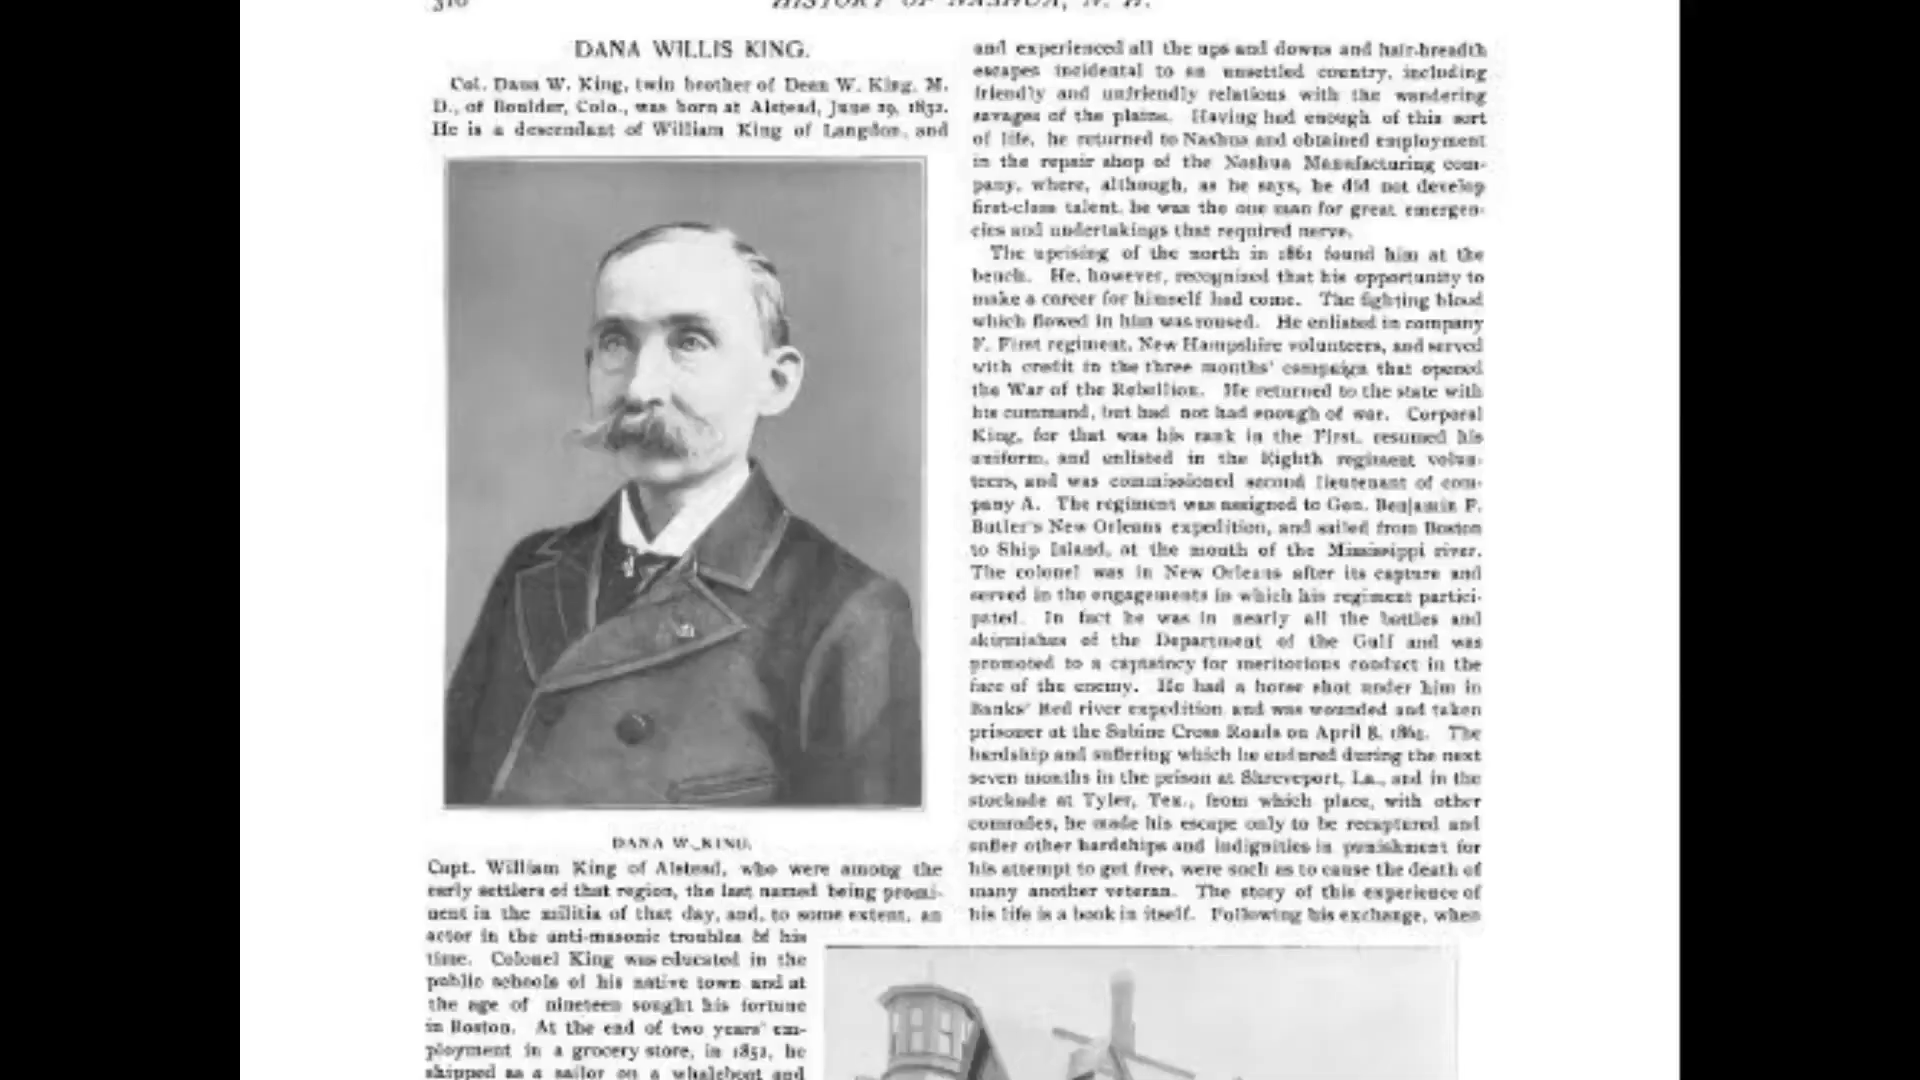 HISTORY OF NASHUA, N. H.
DANA WILLIS KING.
Col. Dana W. King, twin brother of Dean W. King, M.
D., of Boulder, Colo., was born at Alstead, June 29, 1832.
He is a descendant of William King of Langdon, and
DANA W. KING.
Capt. William King of Alstead, who were among the
early settlers of that region, the last named being promi-
nent in the militia of that day, and, to some extent, an
actor in the anti-masonic troubles of his
time. Colonel King was educated in the
public schools of his native town and at
the age of nineteen sought his fortune
in Boston. At the end of two years' em-
ployment in a grocery store, in 1852, he
shipped as a sailor on a whaleboat and
and experienced all the ups and downs and hair-breadth
escapes incidental to an unsettled country, including
friendly and unfriendly relations with the wandering
savages of the plains. Having had enough of this sort
of life, he returned to Nashua and obtained employment
in the repair shop of the Nashua Manufacturing com-
pany, where, although, as he says, he did not develop
first-class talent, he was the one man for great emergen-
cies and undertakings that required nerve.
The uprising of the north in 1861 found him at the
bench. He, however, recognized that his opportunity to
make a career for himself had come. The fighting blood
which flowed in him was roused. He enlisted in company
F, First regiment, New Hampshire volunteers, and served
with credit in the three months' campaign that opened
the War of the Rebellion. He returned to the state with
his command, but had not had enough of war. Corporal
King, for that was his rank in the First, resumed his
uniform, and enlisted in the Eighth regiment volun-
teers, and was commissioned second lieutenant of com-
pany A. The regiment was assigned to Gen. Benjamin F.
Butler's New Orleans expedition, and sailed from Boston
to Ship Island, at the mouth of the Mississippi river.
The colonel was in New Orleans after its capture and
served in the engagements in which his regiment partici-
pated. In fact he was in nearly all the battles and
skirmishes of the Department of the Gulf and was
promoted to a captaincy for meritorious conduct in the
face of the enemy. He had a horse shot under him in
Banks' Red river expedition and was wounded and taken
prisoner at the Sabine Cross Roads on April 8, 1864. The
hardship and suffering which he endured during the next
seven months in the prison at Shreveport, La., and in the
stockade at Tyler, Tex., from which place, with other
comrades, he made his escape only to be recaptured and
suffer other hardships and indignities in punishment for
his attempt to get free, were such as to cause the death of
many another veteran. The story of this experience of
his life is a book in itself. Following his exchange, when